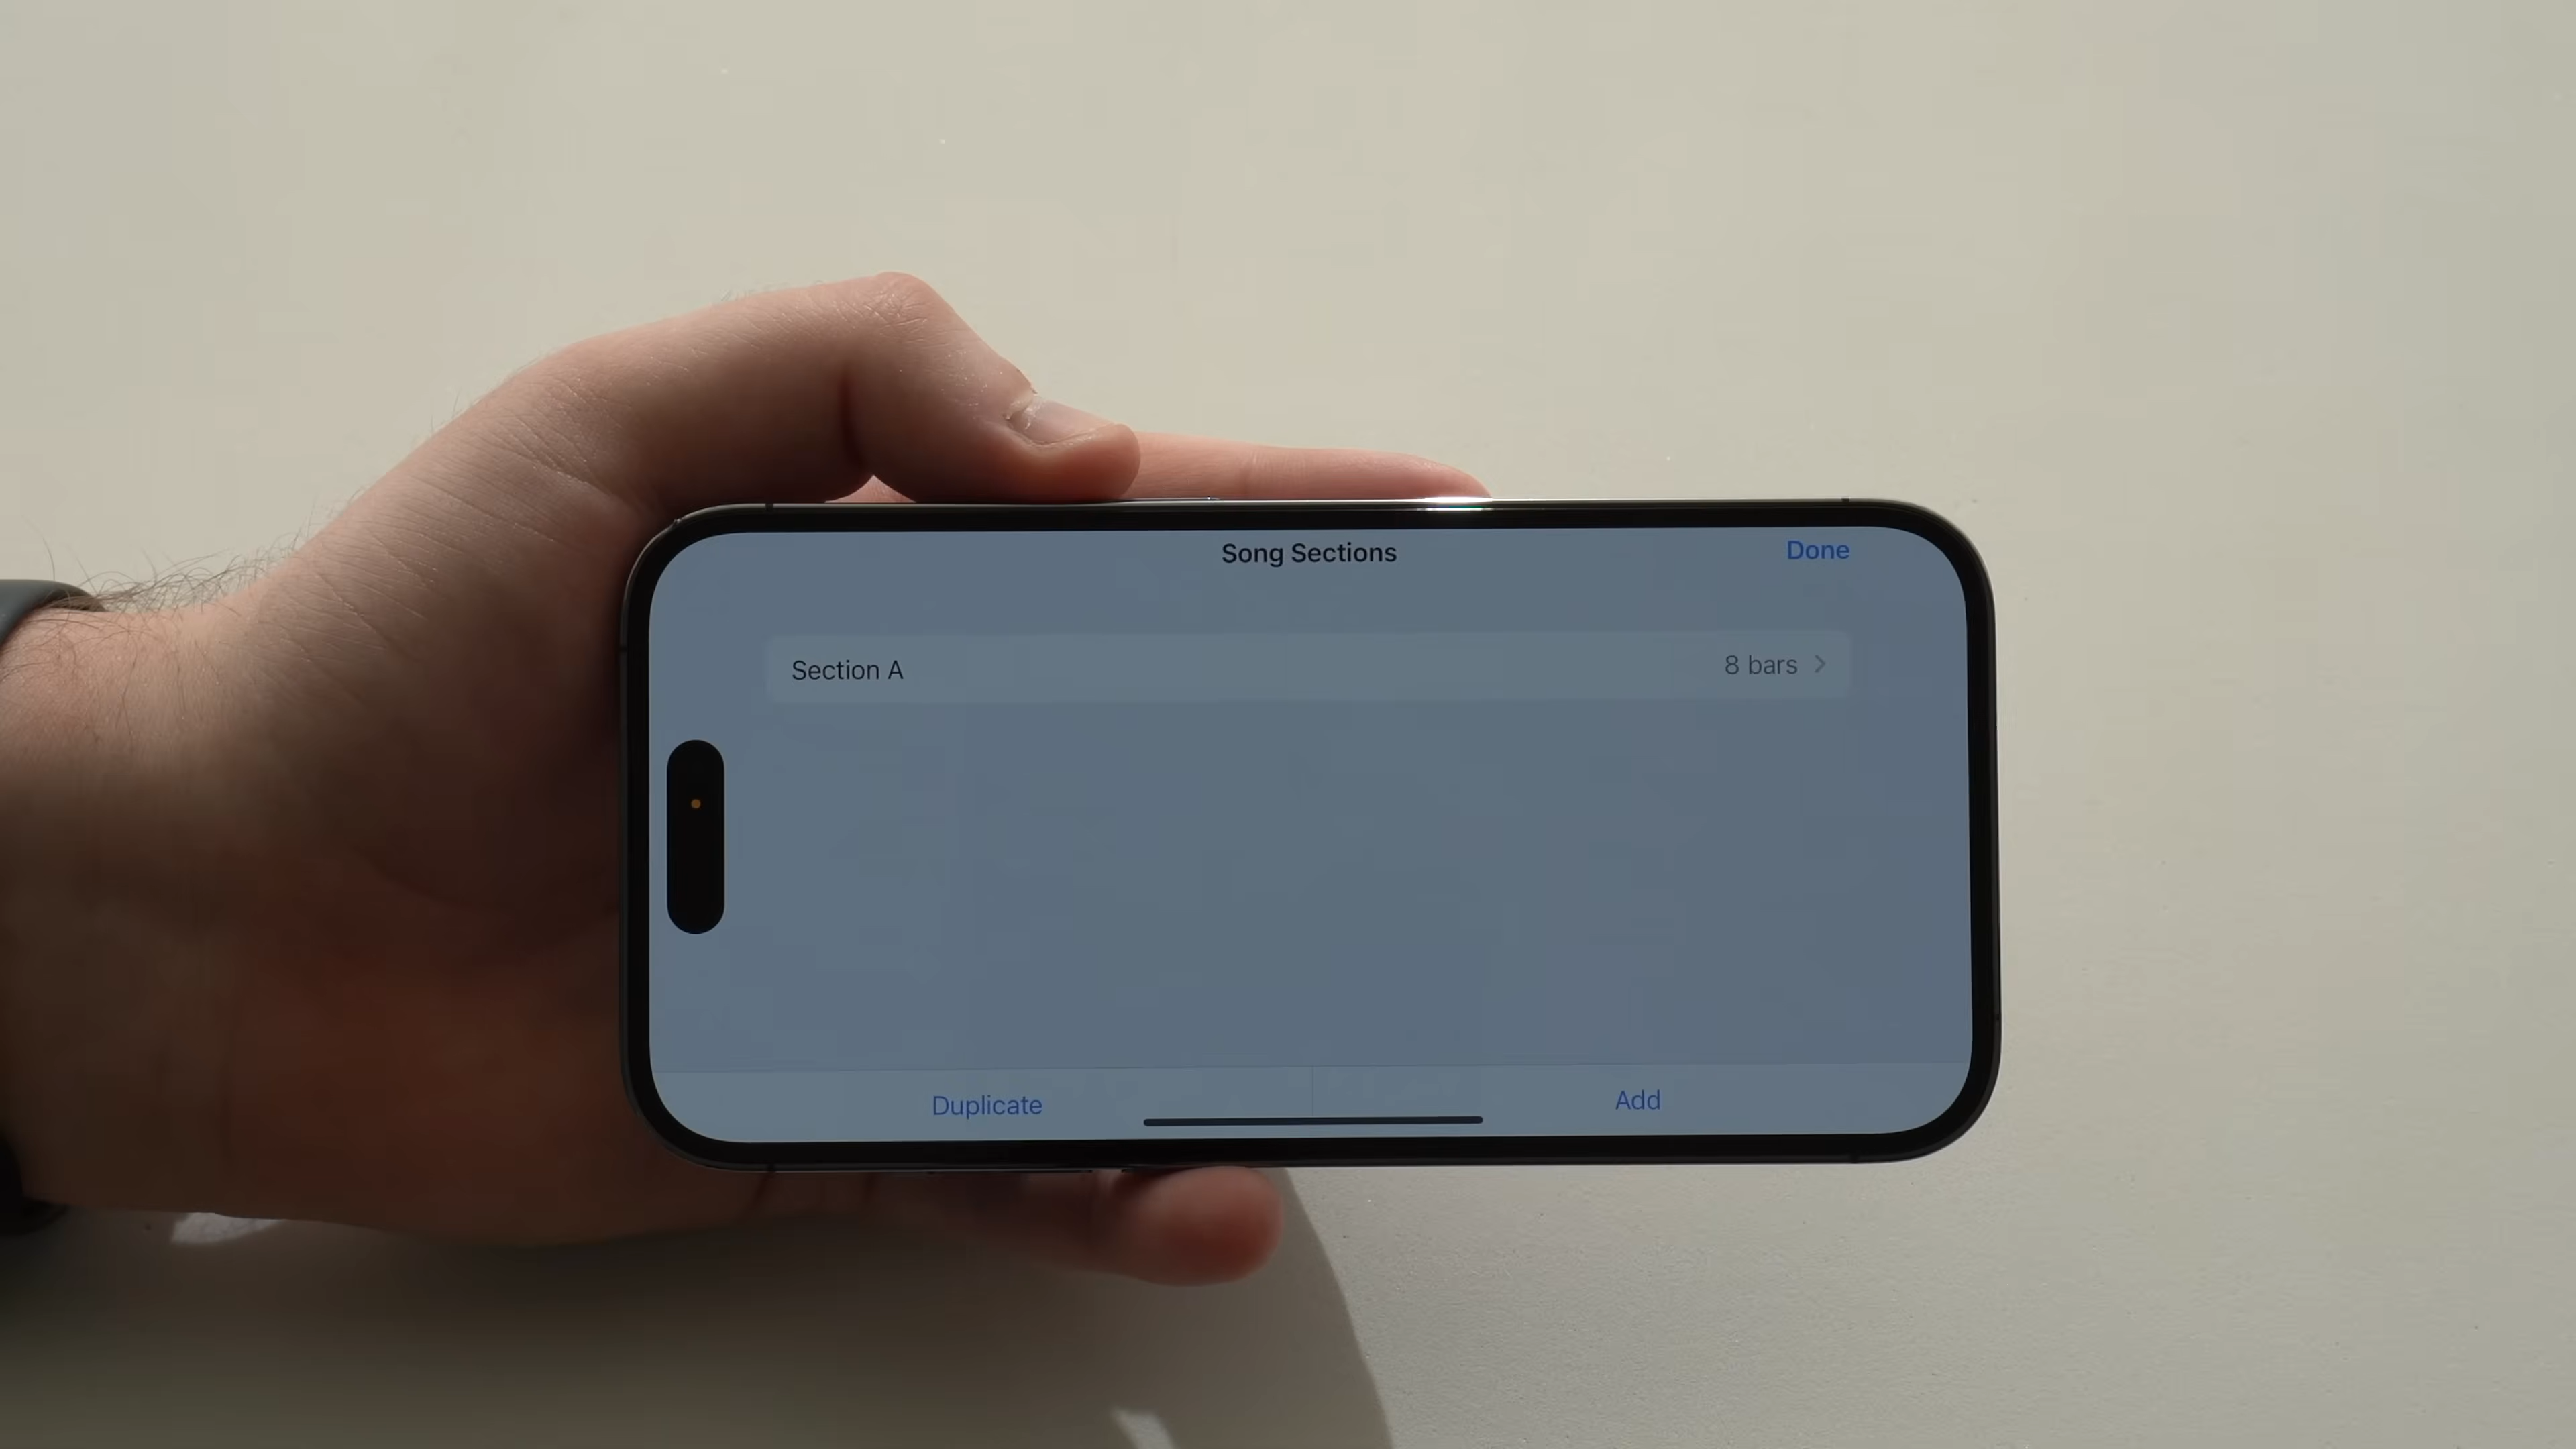 Song Sections
Done
Section A
8 bars
Duplicate
Add